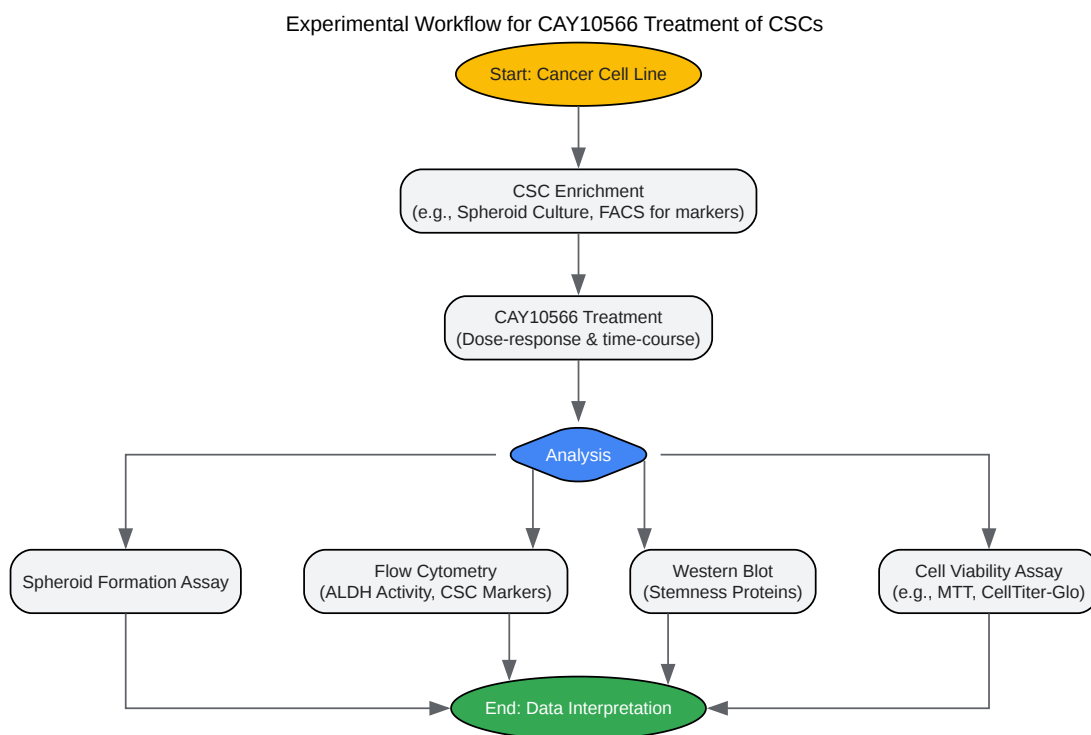 Experimental Workflow for CAY10566 Treatment of CSCs
Start: Cancer Cell Line
CSC Enrichment
(e.g., Spheroid Culture, FACS for markers)
CAY10566 Treatment
(Dose-response & time-course)
Analysis
Spheroid Formation Assay
Flow Cytometry
(ALDH Activity, CSC Markers)
Western Blot
(Stemness Proteins)
Cell Viability Assay
(e.g., MTT, CellTiter-Glo)
End: Data Interpretation